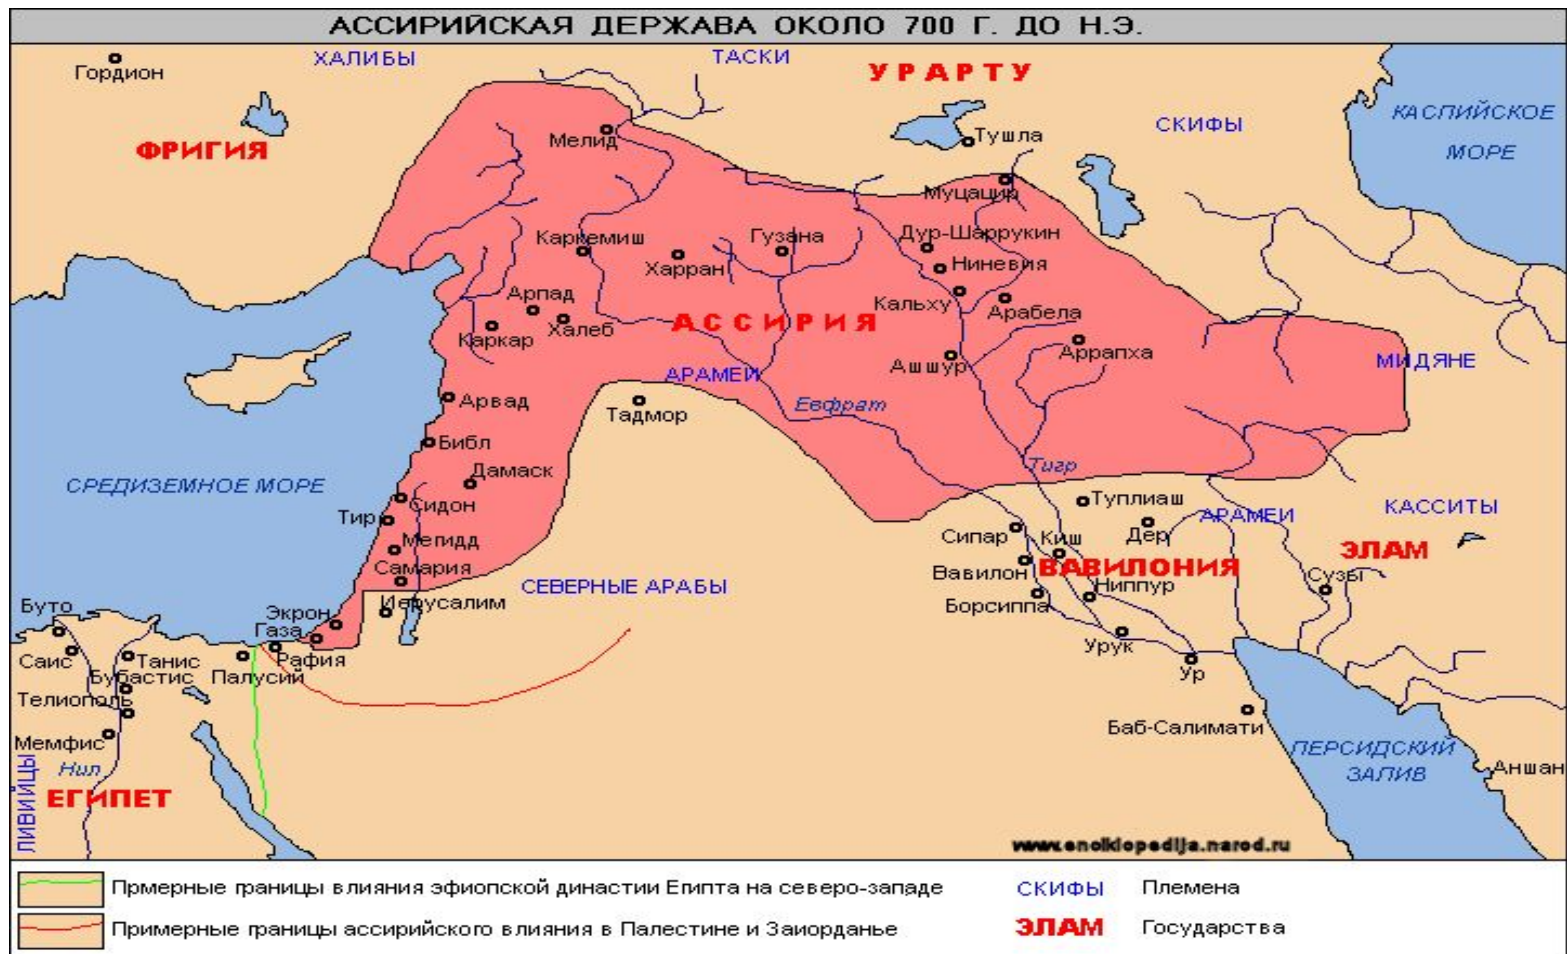 АССИРИЙСКАЯ ДЕРЖАВА ОКОЛО 700 Г. ДО Н.Э.
Гордион
ХАЛИБЫ
ТАСКИ
УРАРТУ
КАСПИЙСКОЕ
МОРЕ
СКИФЫ
ФРИГИЯ
Мелид
Тушла
Муцацир
Каркемиш
Гузана
Дур-Шаррукин
Харран
Ниневия
Арпад
Кальху
Арабела
Халеб
Каркар
АССИРИЯ
Ашшур
Аррапха
МИДЯНЕ
АРАМЕИ
Арвад
Тадмор
Евфрат
Библ
Дамаск
Тигр
СРЕДИЗЕМНОЕ МОРЕ
Сидон
Туплиаш
КАССИТЫ
Тир
АРАМЕИ
Мегидд
Сипар
Киш
Дер
ЭЛАМ
Самария
Вавилон
ВАВИЛОНИЯ
Сузы
СЕВЕРНЫЕ АРАБЫ
Ниппур
Борсиппа
Иерусалим
Буто
Экрон
Газа
Урук
Саис
Танис
Рафия
Бубастис
Палусий
Ур
Телиополь
Баб-Салимати
Мемфис
ПЕРСИДСКИЙ
ЗАЛИВ
Нил
Аншан
ЕГИПЕТ
ЛИВИЙЦЫ
www.enciklopedija.narod.ru
Прмерные границы влияния эфиопской династии Египта на северо-западе
СКИФЫ Племена
Примерные границы ассирийского влияния в Палестине и Заиорданье
ЭЛАМ Государства